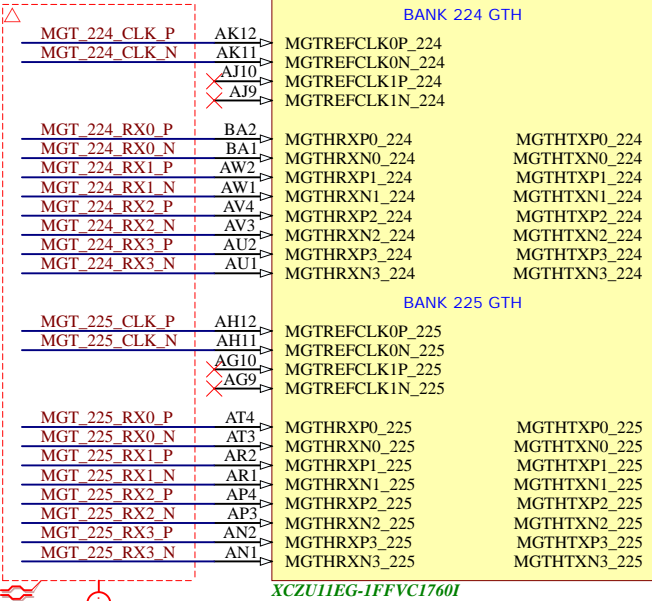 BANK 224 GTH
MGT_224_CLK_P AK12 MGTREFCLK0P_224
MGT_224_CLK_N AK11 MGTREFCLK0N_224
AJ10 MGTREFCLK1P_224
AJ9 MGTREFCLK1N_224
MGT_224_RX0_P BA2 MGTHRXP0_224 MGTHTXP0_224
MGT_224_RX0_N BA1 MGTHRXN0_224 MGTHTXN0_224
MGT_224_RX1_P AW2 MGTHRXP1_224 MGTHTXP1_224
MGT_224_RX1_N AW1 MGTHRXN1_224 MGTHTXN1_224
MGT_224_RX2_P AV4 MGTHRXP2_224 MGTHTXP2_224
MGT_224_RX2_N AV3 MGTHRXN2_224 MGTHTXN2_224
MGT_224_RX3_P AU2 MGTHRXP3_224 MGTHTXP3_224
MGT_224_RX3_N AU1 MGTHRXN3_224 MGTHTXN3_224
BANK 225 GTH
MGT_225_CLK_P AH12 MGTREFCLK0P_225
MGT_225_CLK_N AH11 MGTREFCLK0N_225
AG10 MGTREFCLK1P_225
AG9 MGTREFCLK1N_225
MGT_225_RX0_P AT4 MGTHRXP0_225 MGTHTXP0_225
MGT_225_RX0_N AT3 MGTHRXN0_225 MGTHTXN0_225
MGT_225_RX1_P AR2 MGTHRXP1_225 MGTHTXP1_225
MGT_225_RX1_N AR1 MGTHRXN1_225 MGTHTXN1_225
MGT_225_RX2_P AP4 MGTHRXP2_225 MGTHTXP2_225
MGT_225_RX2_N AP3 MGTHRXN2_225 MGTHTXN2_225
MGT_225_RX3_P AN2 MGTHRXP3_225 MGTHTXP3_225
MGT_225_RX3_N AN1 MGTHRXN3_225 MGTHTXN3_225
XCZU11EG-1FFVC1760I